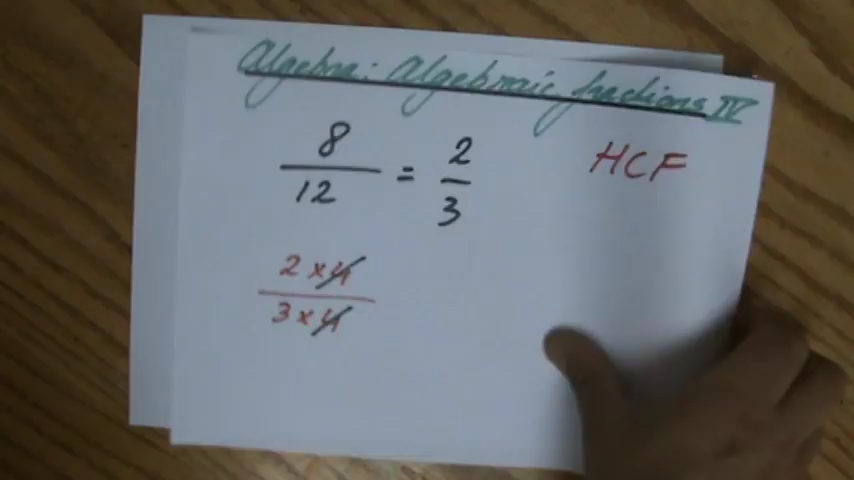 Algebra: Algebraic fractions IV
8/12 = 2/3
HCF
2 × 4
3 × 4